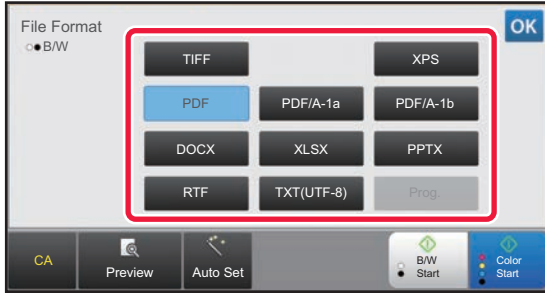 File Format
OK
B/W
TIFF
XPS
PDF
PDF/A-1a
PDF/A-1b
DOCX
XLSX
PPTX
RTF
TXT(UTF-8)
Prog.
CA
Preview
Auto Set
B/W
Start
Color
Start